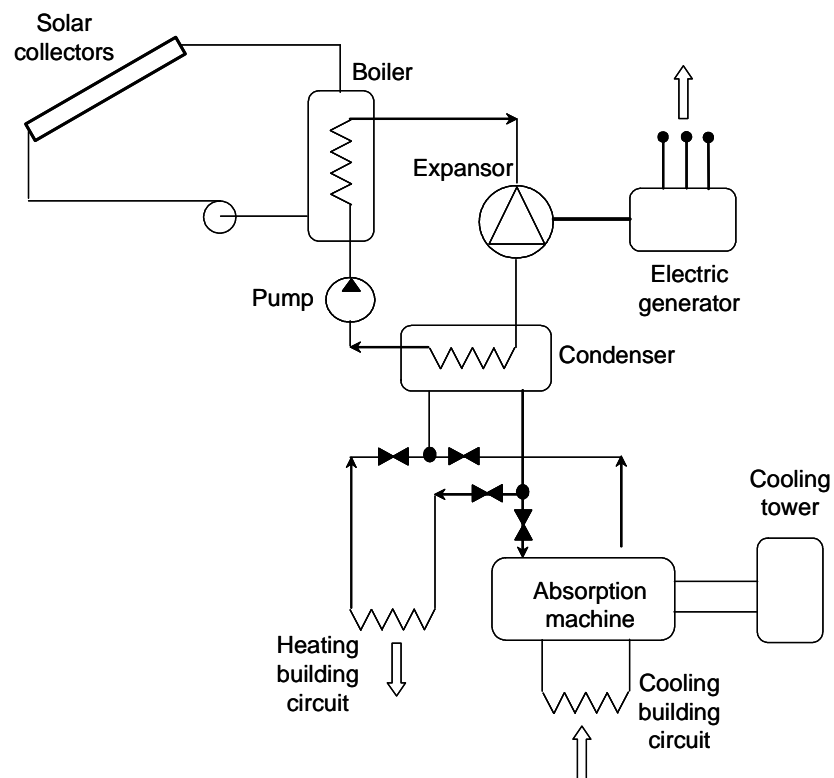 Solar
collectors
Boiler
Expansor
Electric
generator
Pump
Condenser
Cooling
tower
Absorption
machine
Heating
building
circuit
Cooling
building
circuit